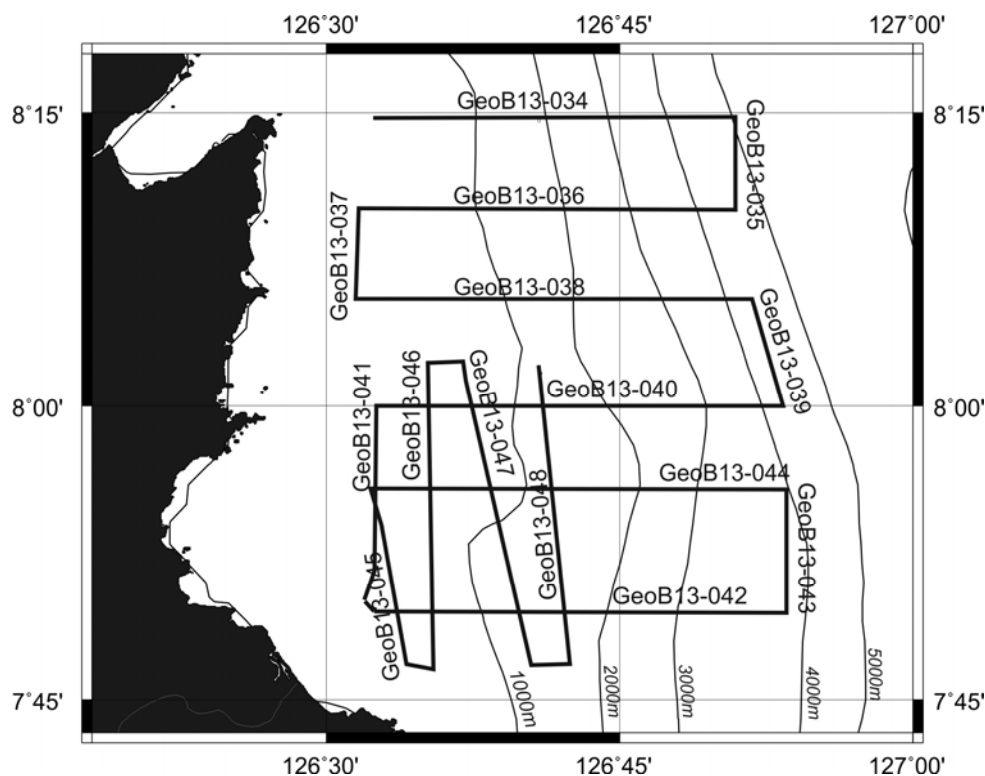 126°30' 126°45' 127°00'
GeoB13-034
8°15' 8°15'
GeoB13-035
GeoB13-036
GeoB13-037
GeoB13-038
GeoB13-039
GeoB13-040
GeoB13-041
GeoB13-046
GeoB13-047
8°00' 8°00'
GeoB13-044
GeoB13-048
GeoB13-043
GeoB13-045
GeoB13-042
1000m
2000m
3000m
4000m
5000m
7°45' 7°45'
126°30' 126°45' 127°00'